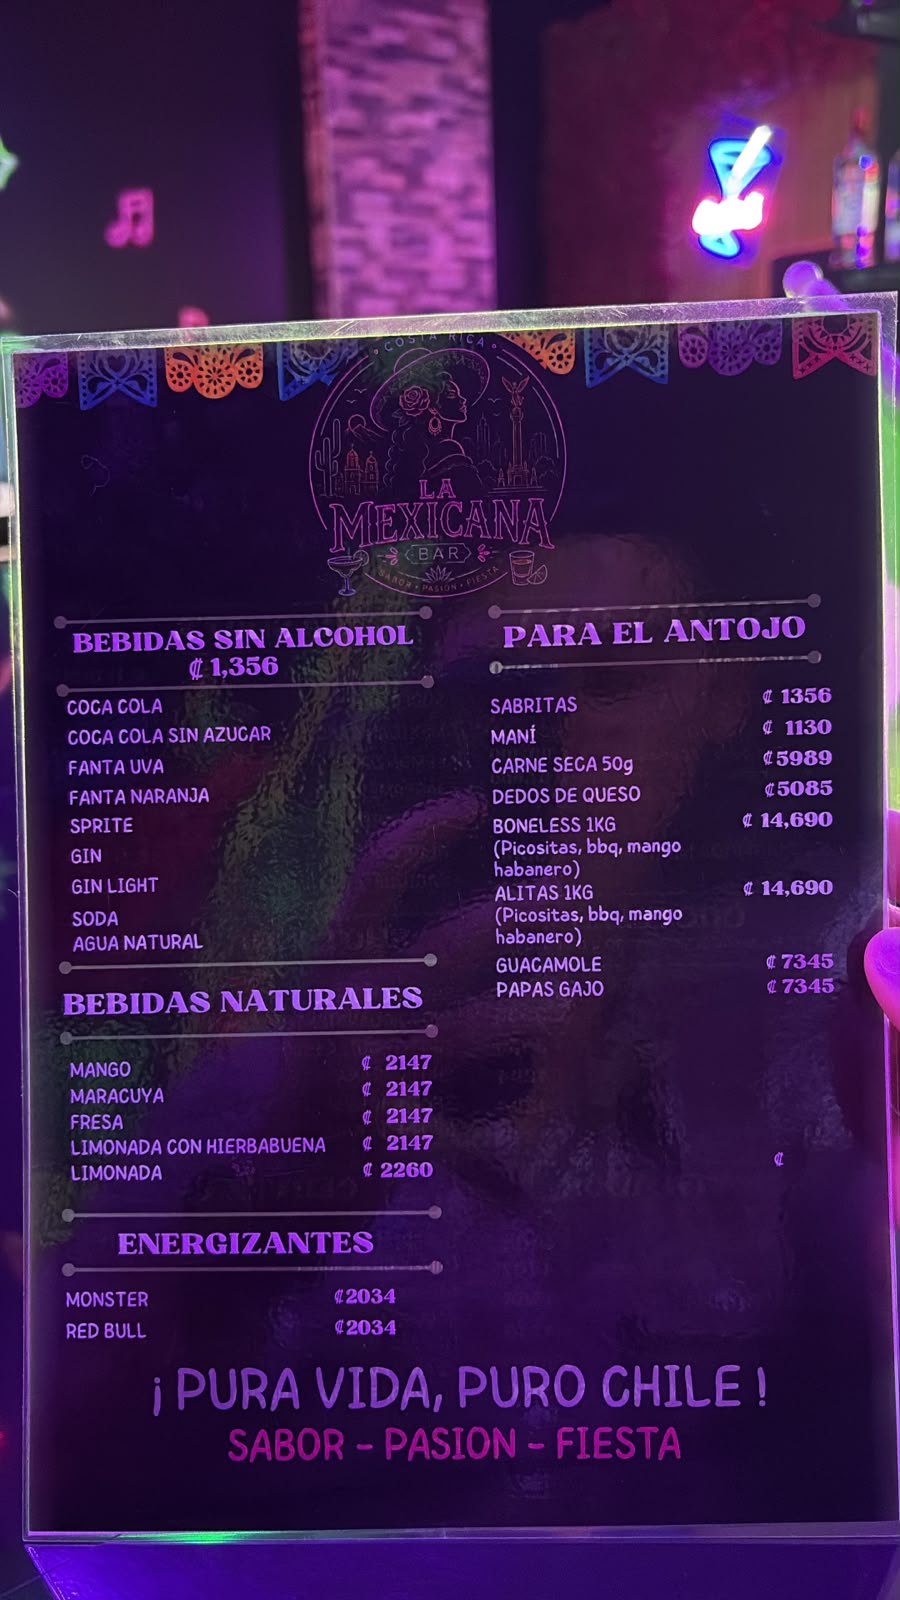 COSTA RICA
LA
MEXICANA
BAR
SABOR • PASION • FIESTA
BEBIDAS SIN ALCOHOL
₡ 1,356
COCA COLA
COCA COLA SIN AZUCAR
FANTA UVA
FANTA NARANJA
SPRITE
GIN
GIN LIGHT
SODA
AGUA NATURAL
BEBIDAS NATURALES
MANGO ₡ 2147
MARACUYA ₡ 2147
FRESA ₡ 2147
LIMONADA CON HIERBABUENA ₡ 2147
LIMONADA ₡ 2260
ENERGIZANTES
MONSTER ₡2034
RED BULL ₡2034
PARA EL ANTOJO
SABRITAS ₡ 1356
MANÍ ₡ 1130
CARNE SECA 50g ₡5989
DEDOS DE QUESO ₡5085
BONELESS 1KG ₡ 14,690
(Picositas, bbq, mango
habanero)
ALITAS 1KG ₡ 14,690
(Picositas, bbq, mango
habanero)
GUACAMOLE ₡ 7345
PAPAS GAJO ₡ 7345
₡
¡ PURA VIDA, PURO CHILE !
SABOR - PASION - FIESTA